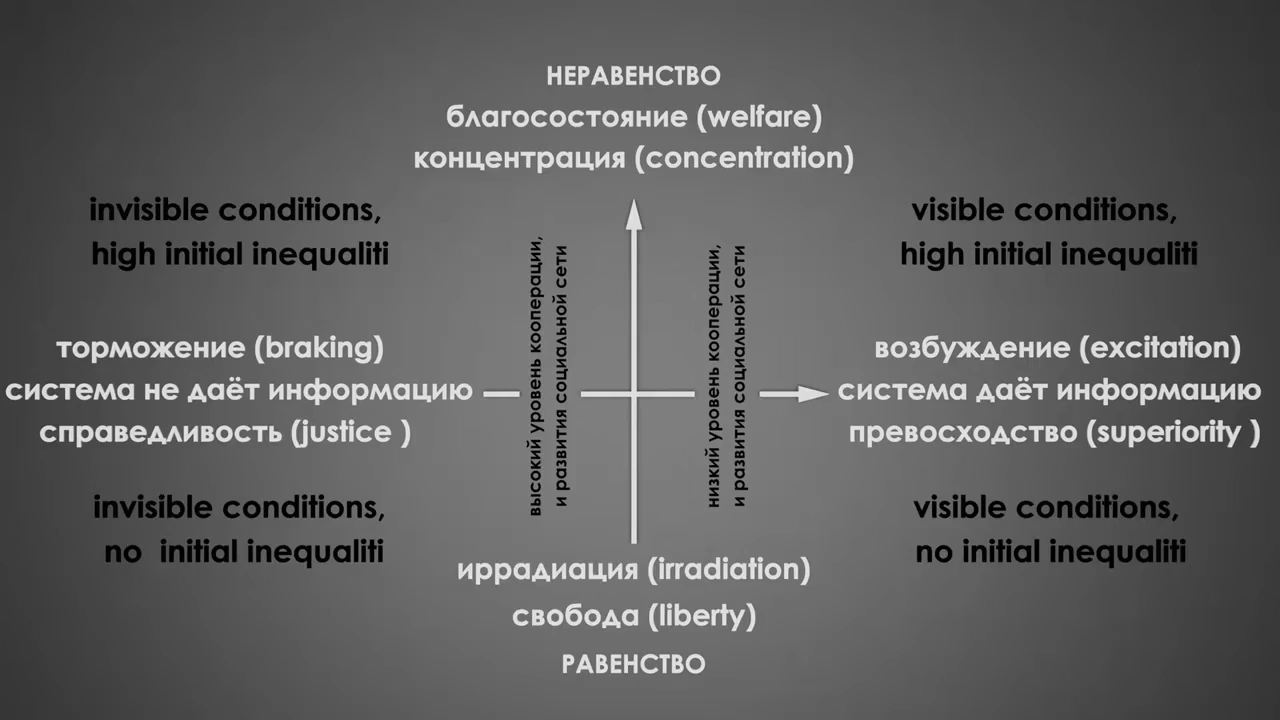 НЕРАВЕНСТВО
благосостояние (welfare)
концентрация (concentration)
invisible conditions,
high initial inequaliti
visible conditions,
high initial inequaliti
высокий уровень кооперации,
и развития социальной сети
низкий уровень кооперации,
и развития социальной сети
торможение (braking)
система не даёт информацию
справедливость (justice )
возбуждение (excitation)
система даёт информацию
превосходство (superiority )
invisible conditions,
no initial inequaliti
visible conditions,
no initial inequaliti
иррадиация (irradiation)
свобода (liberty)
РАВЕНСТВО